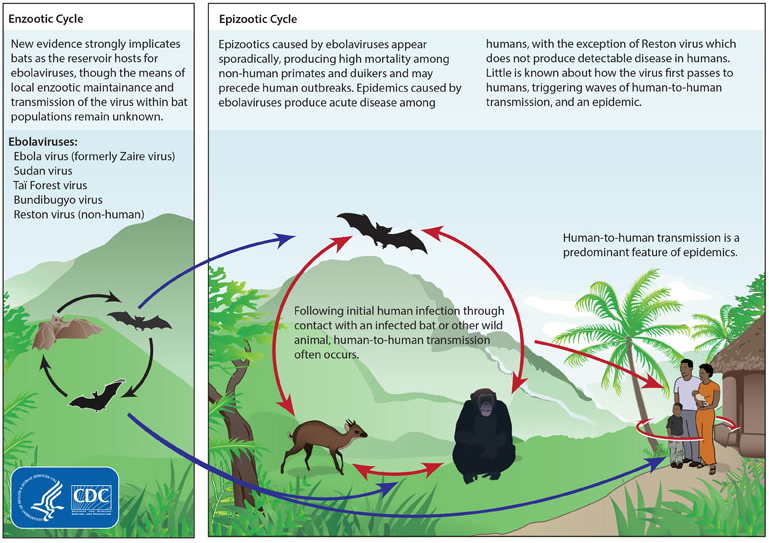 Enzootic Cycle
New evidence strongly implicates
bats as the reservoir hosts for
ebolaviruses, though the means of
local enzootic maintainance and
transmission of the virus within bat
populations remain unknown.
Ebolaviruses:
Ebola virus (formerly Zaire virus)
Sudan virus
Taï Forest virus
Bundibugyo virus
Reston virus (non-human)
Epizootic Cycle
Epizootics caused by ebolaviruses appear
sporadically, producing high mortality among
non-human primates and duikers and may
precede human outbreaks. Epidemics caused by
ebolaviruses produce acute disease among
humans, with the exception of Reston virus which
does not produce detectable disease in humans.
Little is known about how the virus first passes to
humans, triggering waves of human-to-human
transmission, and an epidemic.
Human-to-human transmission is a
predominant feature of epidemics.
Following initial human infection through
contact with an infected bat or other wild
animal, human-to-human transmission
often occurs.
CDC